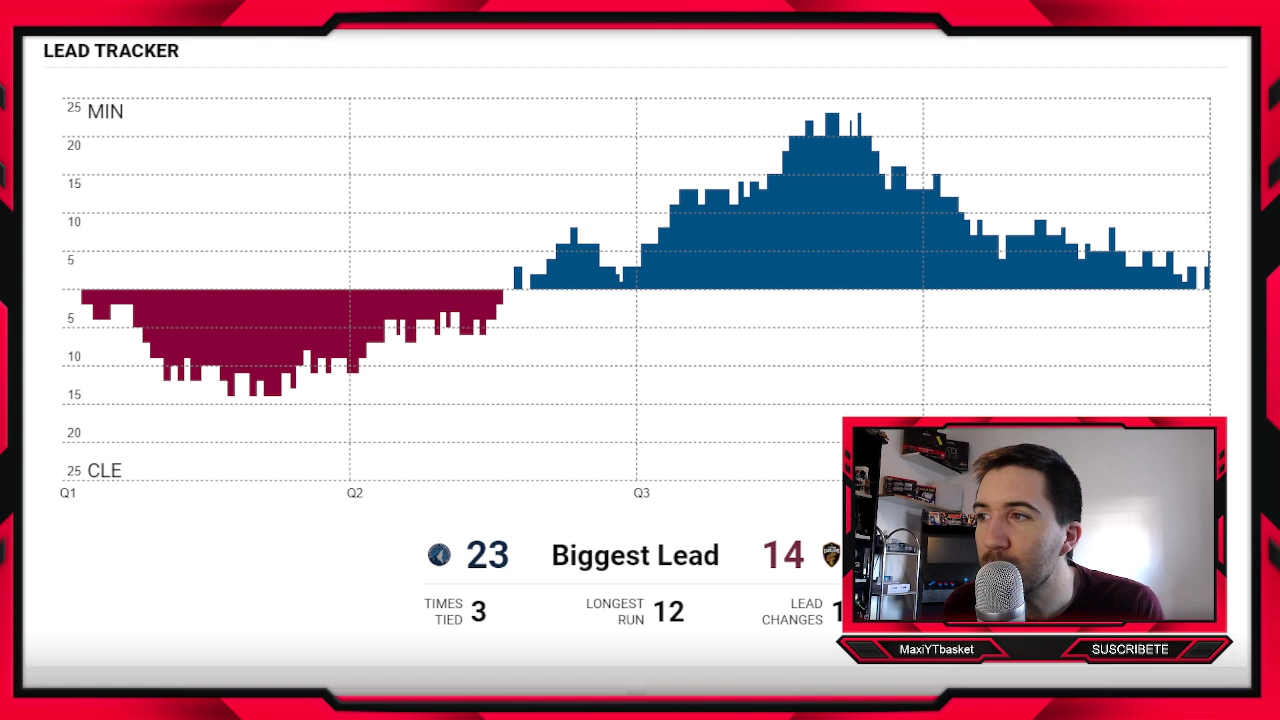 LEAD TRACKER
25 MIN
20
15
10
5
5
10
15
20
25 CLE
Q1 Q2 Q3
23 Biggest Lead 14
TIMES TIED 3
LONGEST RUN 12
LEAD CHANGES
MaxiYTbasket SUSCRIBETE